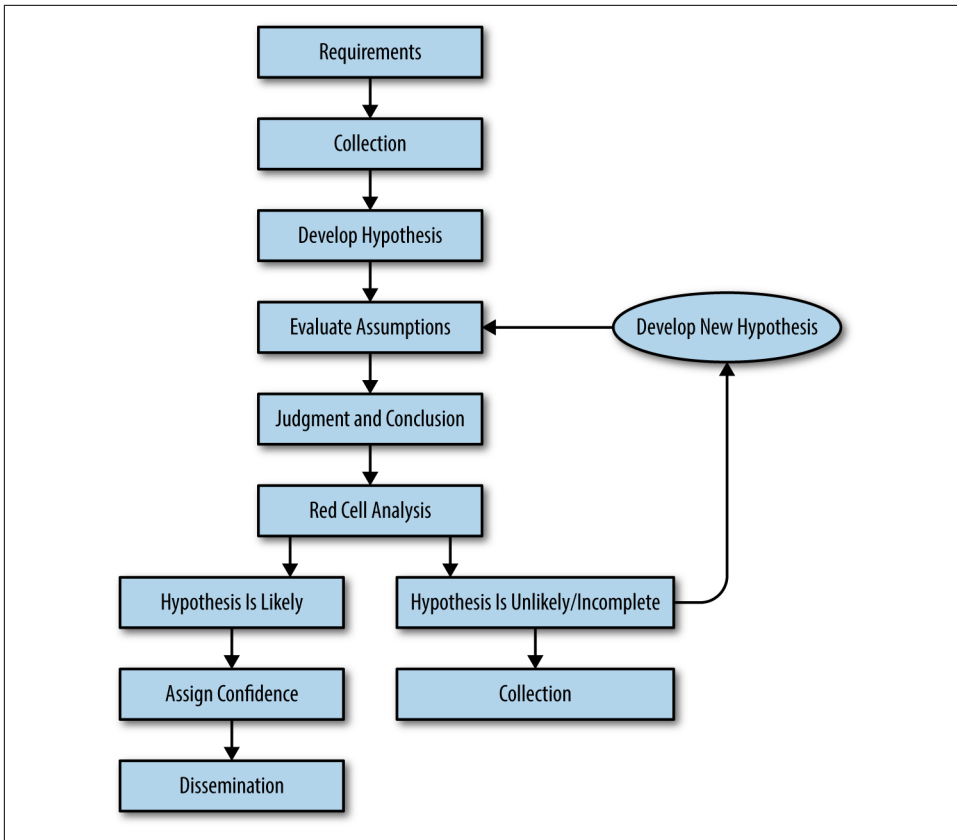 Requirements
Collection
Develop Hypothesis
Evaluate Assumptions
Develop New Hypothesis
Judgment and Conclusion
Red Cell Analysis
Hypothesis Is Likely
Hypothesis Is Unlikely/Incomplete
Assign Confidence
Collection
Dissemination